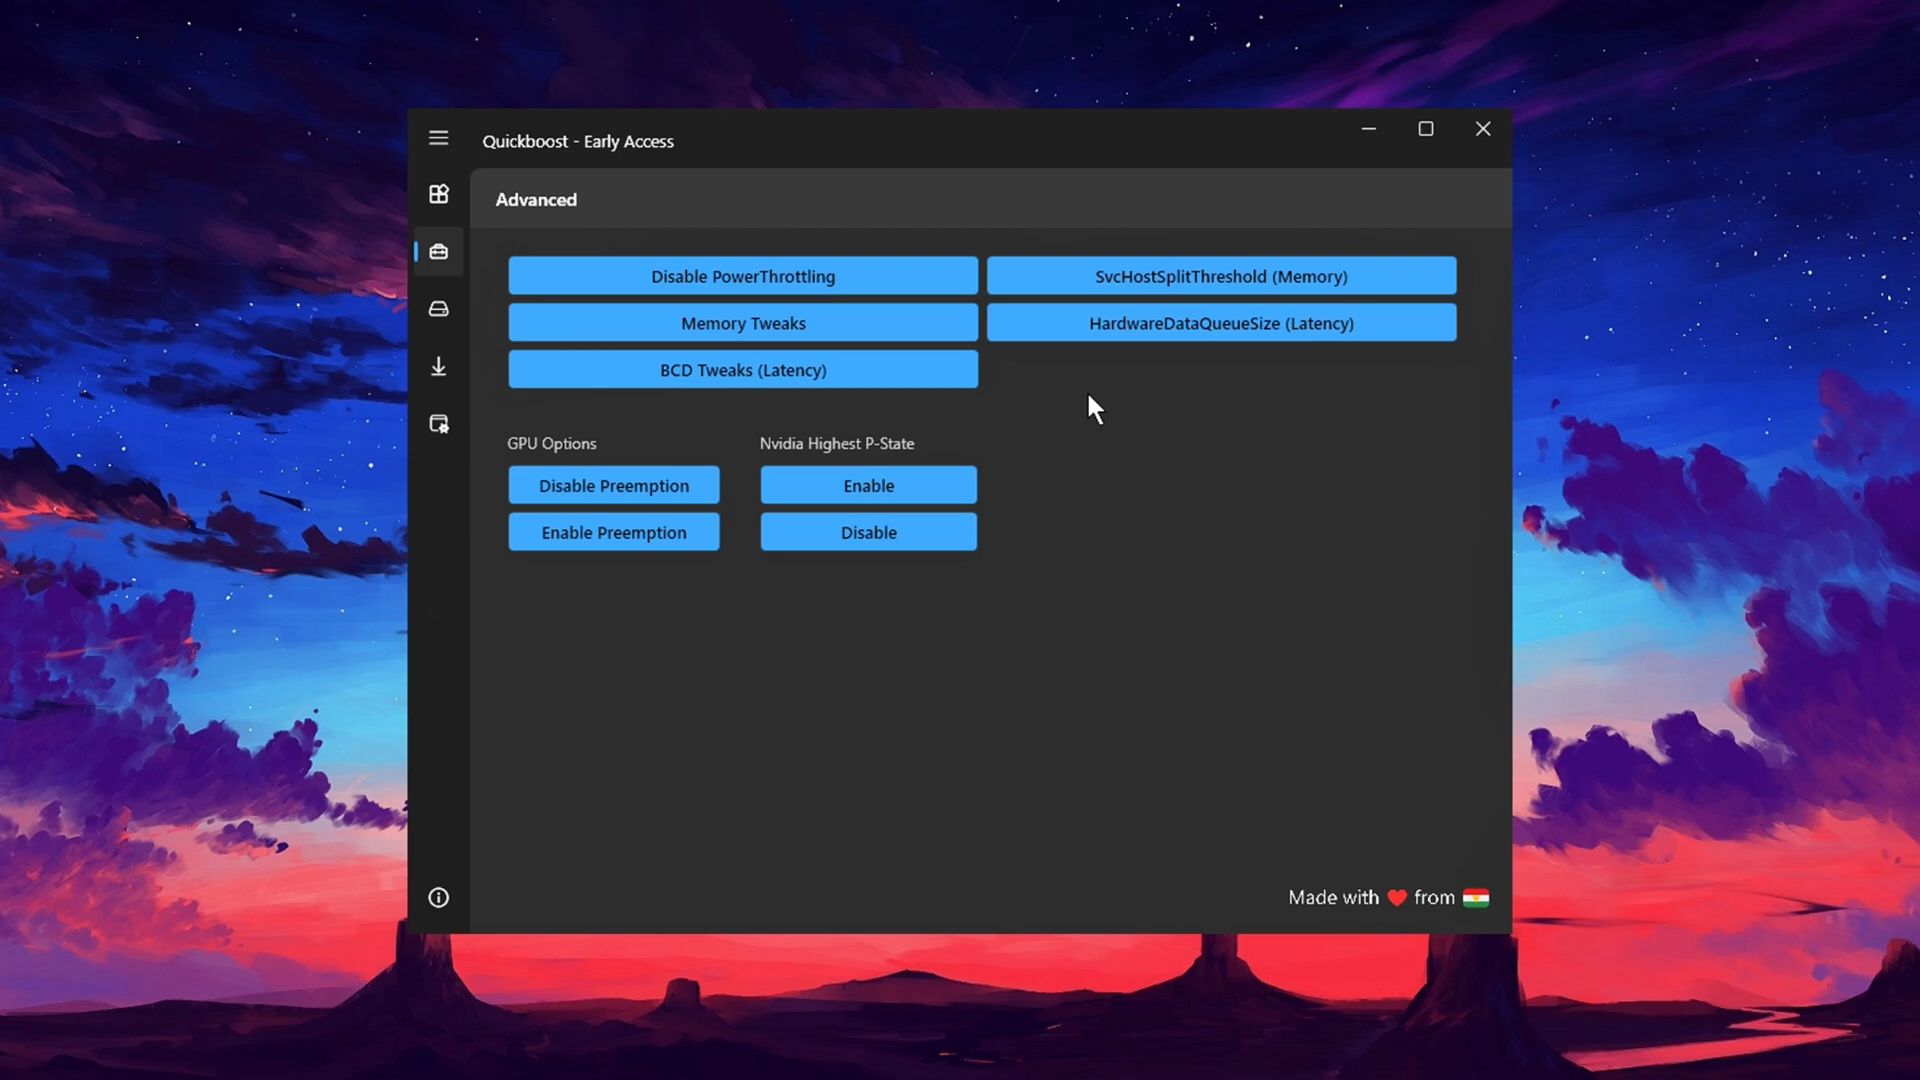 Quickboost - Early Access
Advanced
Disable PowerThrottling
SvcHostSplitThreshold (Memory)
Memory Tweaks
HardwareDataQueueSize (Latency)
BCD Tweaks (Latency)
GPU Options
Nvidia Highest P-State
Disable Preemption
Enable
Enable Preemption
Disable
Made with ❤ from